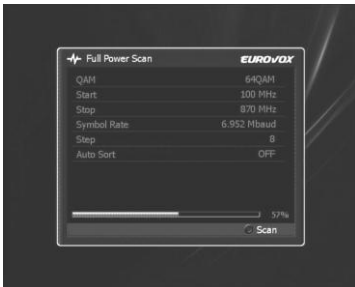 Full Power Scan EUROVOX
QAM 64QAM
Start 100 MHz
Stop 870 MHz
Symbol Rate 6.952 Mbaud
Step 8
Auto Sort OFF
57%
Scan